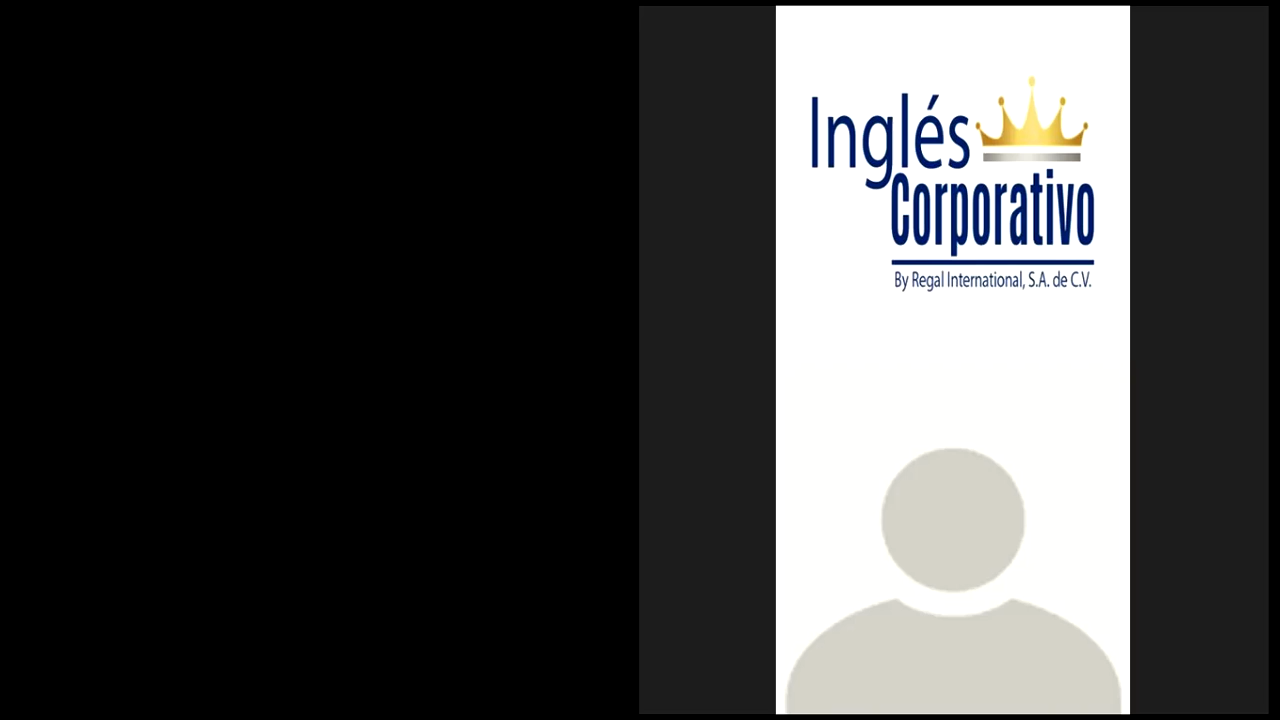 Inglés
Corporativo
By Regal International, S.A. de C.V.